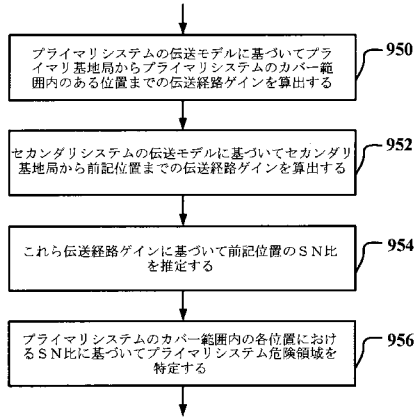 プライマリシステムの伝送モデルに基づいてプライ
マリ基地局からプライマリシステムのカバー範
囲内のある位置までの伝送経路ゲインを算出する
950
セカンダリシステムの伝送モデルに基づいてセカンダリ
基地局から前記位置までの伝送経路ゲインを算出する
952
これら伝送経路ゲインに基づいて前記位置のSN比
を推定する
954
プライマリシステムのカバー範囲内の各位置におけ
るSN比に基づいてプライマリシステム危険領域を
特定する
956